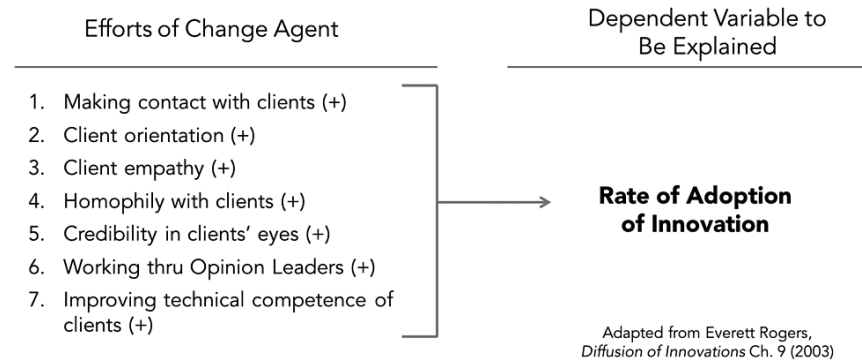 Efforts of Change Agent
1. Making contact with clients (+)
2. Client orientation (+)
3. Client empathy (+)
4. Homophily with clients (+)
5. Credibility in clients’ eyes (+)
6. Working thru Opinion Leaders (+)
7. Improving technical competence of
clients (+)
Dependent Variable to
Be Explained
Rate of Adoption
of Innovation
Adapted from Everett Rogers,
Diffusion of Innovations Ch. 9 (2003)